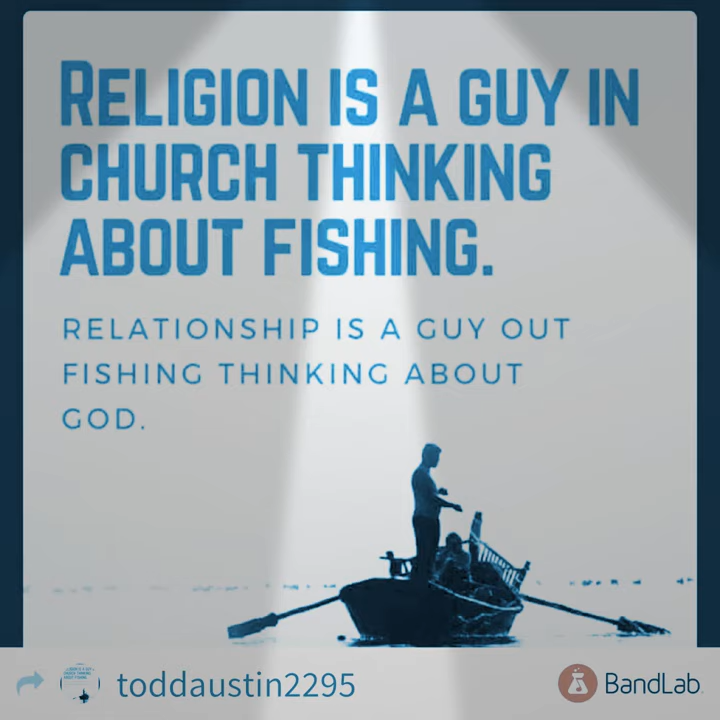 RELIGION IS A GUY IN
CHURCH THINKING
ABOUT FISHING.
RELATIONSHIP IS A GUY OUT
FISHING THINKING ABOUT
GOD.
toddaustin2295
BandLab